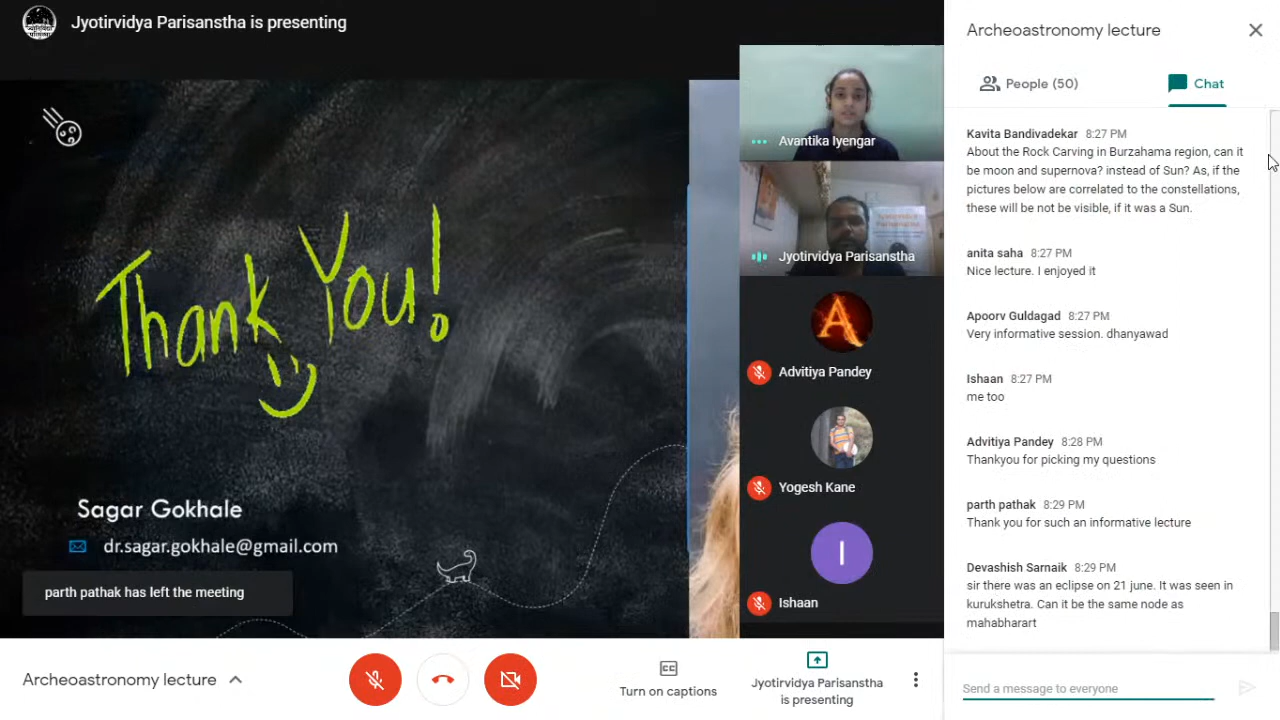 Jyotirvidya Parisanstha is presenting
Thank You!
Sagar Gokhale
dr.sagar.gokhale@gmail.com
parth pathak has left the meeting
Avantika Iyengar
Jyotirvidya Parisanstha
A
Advitiya Pandey
Yogesh Kane
I
Ishaan
Archeoastronomy lecture
CC
Turn on captions
Jyotirvidya Parisanstha
is presenting
Archeoastronomy lecture
People (50)
Chat
Kavita Bandivadekar 8:27 PM
About the Rock Carving in Burzahama region, can it
be moon and supernova? instead of Sun? As, if the
pictures below are correlated to the constellations,
these will be not be visible, if it was a Sun.
anita saha 8:27 PM
Nice lecture. I enjoyed it
Apoorv Guldagad 8:27 PM
Very informative session. dhanyawad
Ishaan 8:27 PM
me too
Advitiya Pandey 8:28 PM
Thankyou for picking my questions
parth pathak 8:29 PM
Thank you for such an informative lecture
Devashish Sarnaik 8:29 PM
sir there was an eclipse on 21 june. It was seen in
kurukshetra. Can it be the same node as
mahabharart
Send a message to everyone